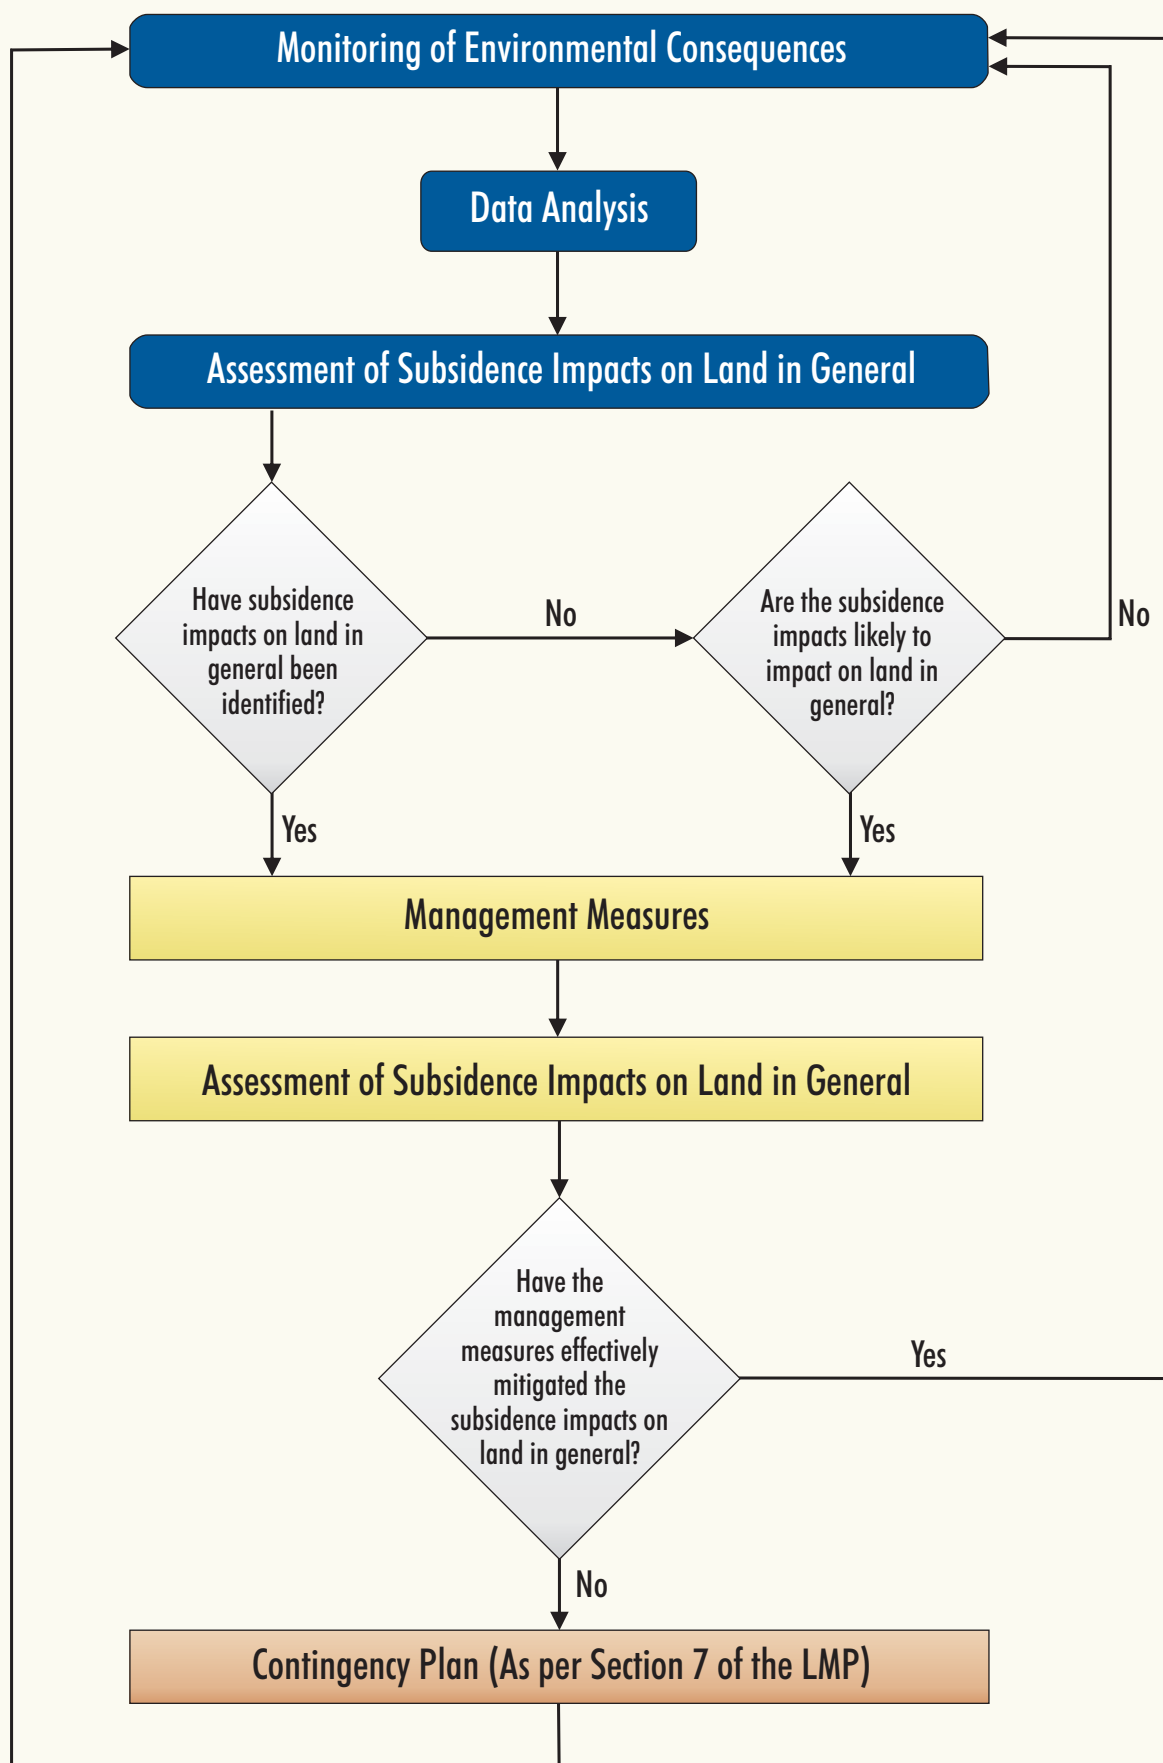 Monitoring of Environmental Consequences
Data Analysis
Assessment of Subsidence Impacts on Land in General
Have subsidence
impacts on land in
general been
identified?
No
Are the subsidence
impacts likely to
impact on land in
general?
No
Yes
Yes
Management Measures
Assessment of Subsidence Impacts on Land in General
Have the
management
measures effectively
mitigated the
subsidence impacts on
land in general?
Yes
No
Contingency Plan (As per Section 7 of the LMP)